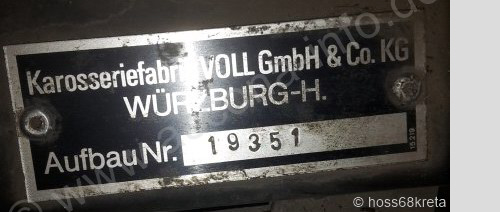 Karosseriefabrik VOLL GmbH & Co. KG
WÜRZBURG-H.
Aufbau Nr. 19351
© hoss68kreta